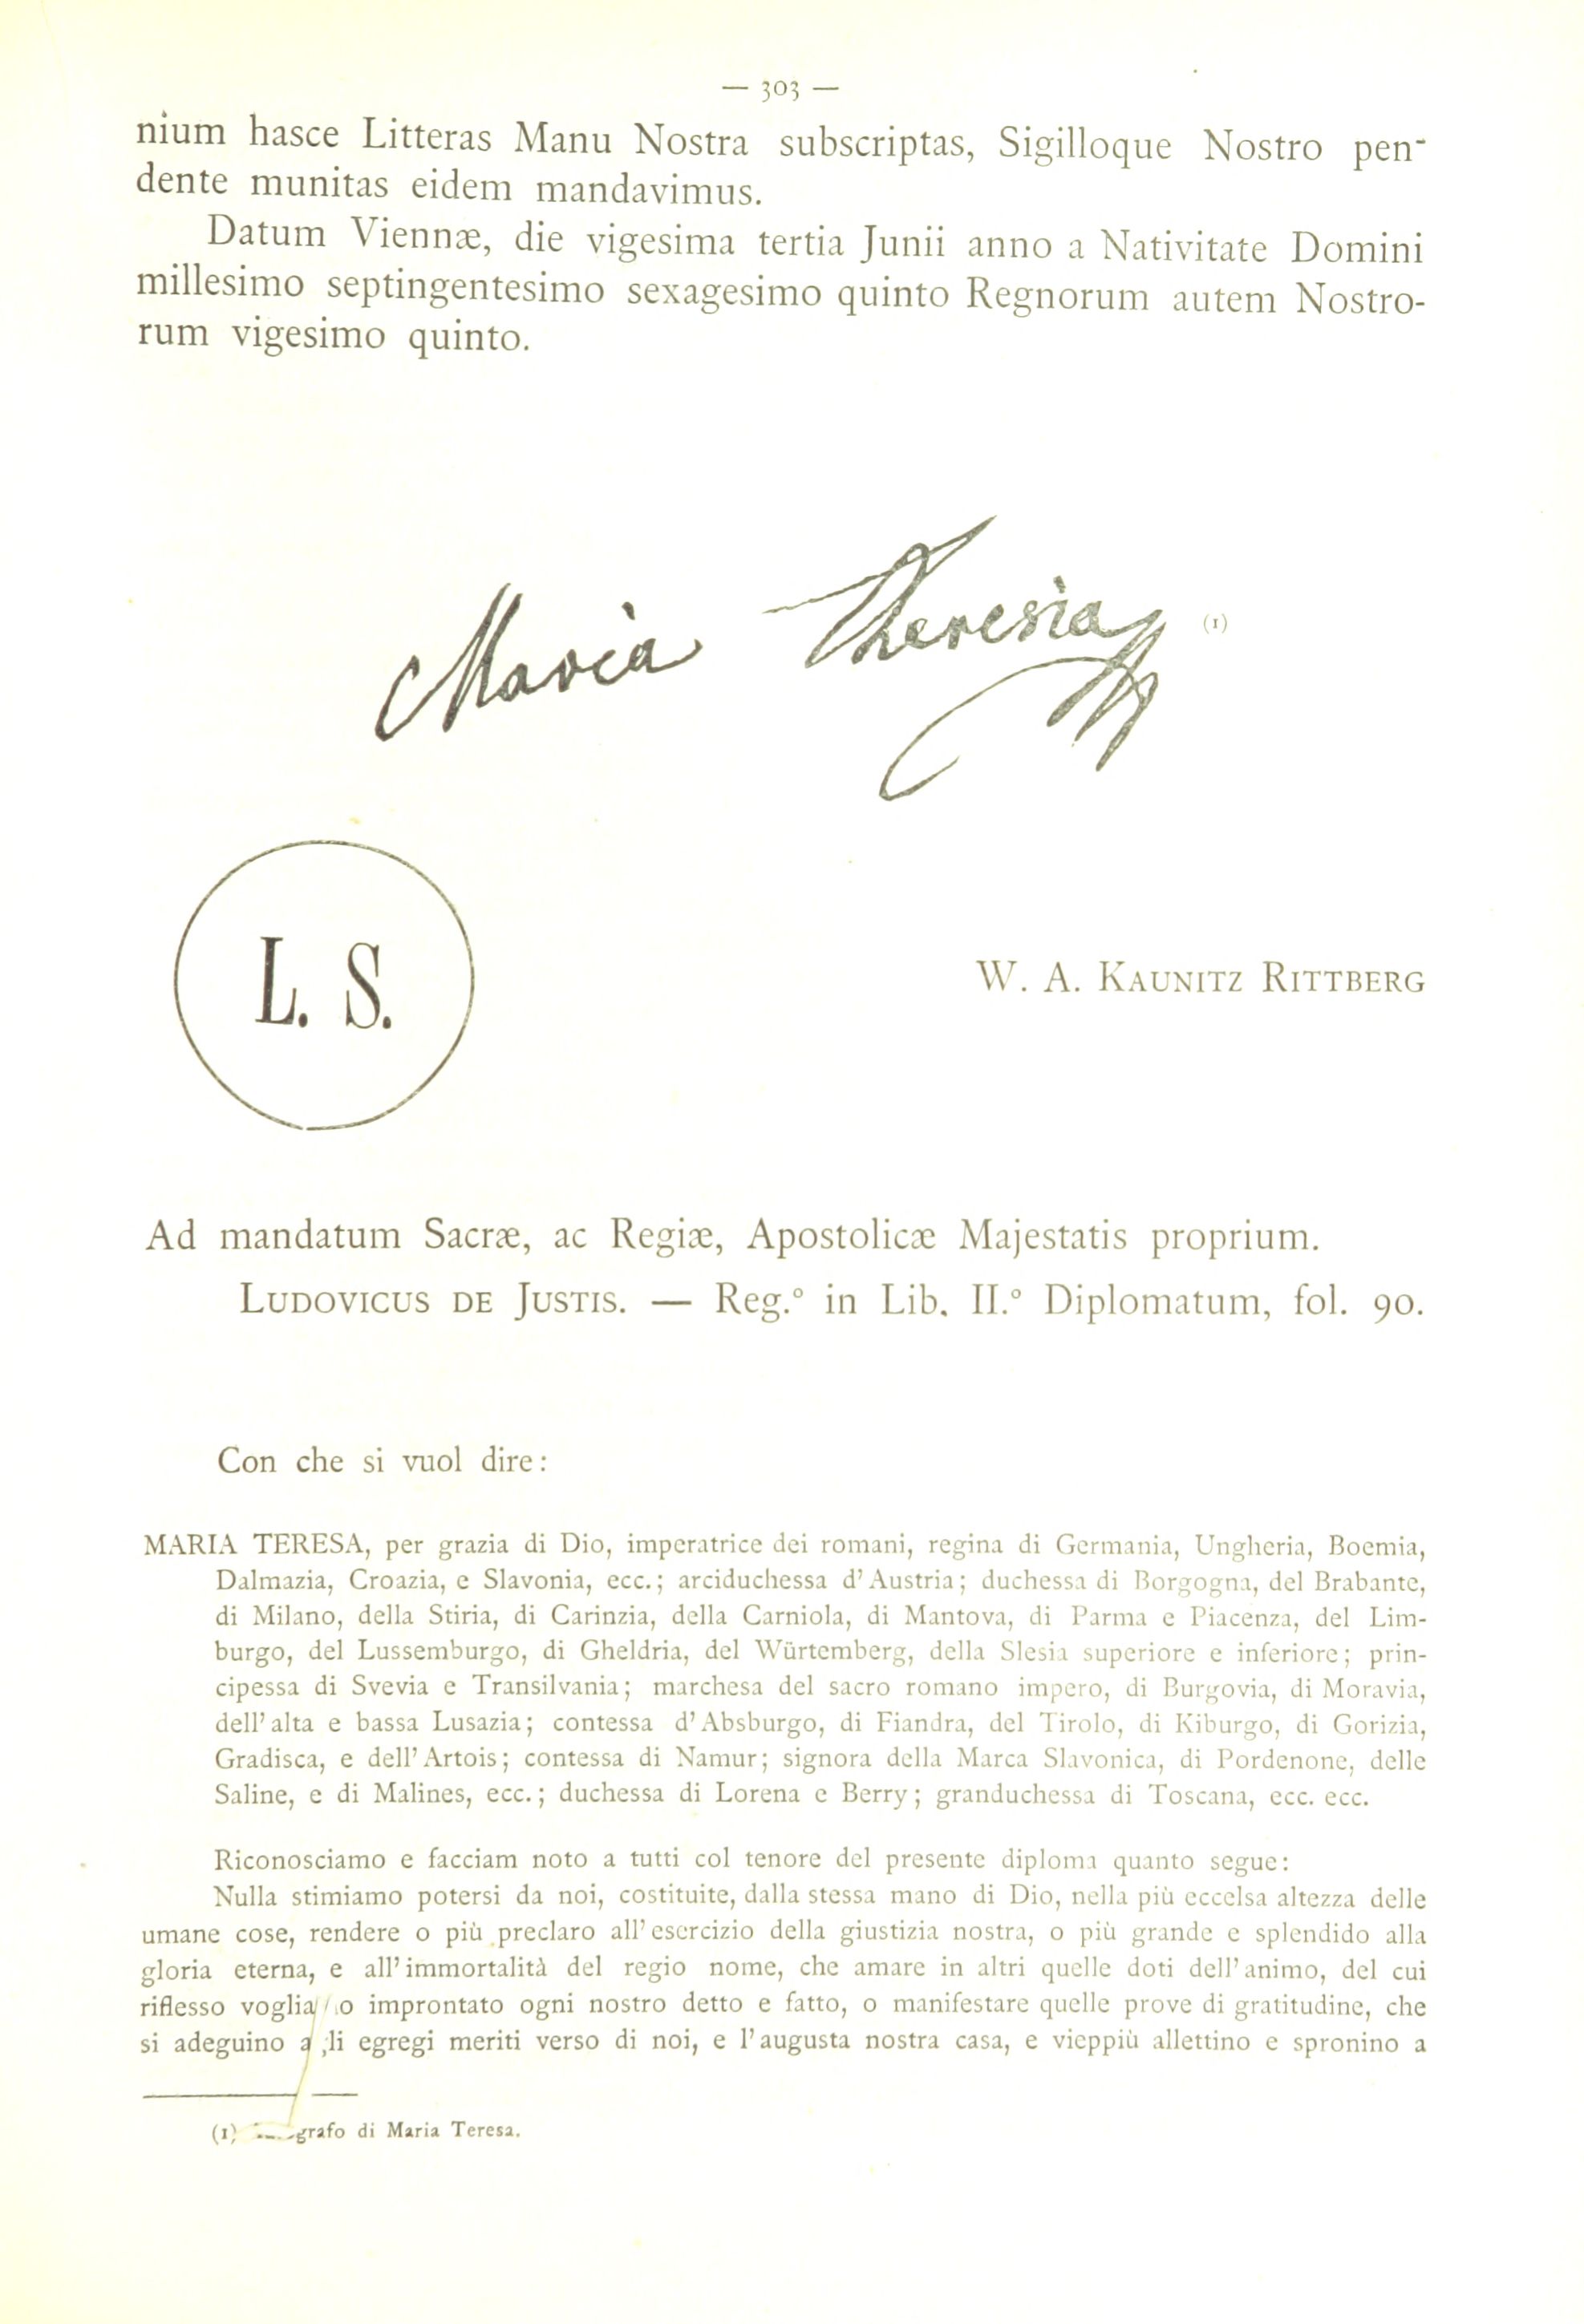 — 303 —
nium hasce Litteras Manu Nostra subscriptas, Sigilloque Nostro pen-
dente munitas eidem mandavimus.
Datum Viennæ, die vigesima tertia Junii anno a Nativitate Domini
millesimo septingentesimo sexagesimo quinto Regnorum autem Nostro-
rum vigesimo quinto.
Maria Theresia (1)
L. S.
W. A. KAUNITZ RITTBERG
Ad mandatum Sacræ, ac Regiæ, Apostolicæ Majestatis proprium.
LUDOVICUS DE JUSTIS. — Reg.º in Lib. II.º Diplomatum, fol. 90.
Con che si vuol dire:
MARIA TERESA, per grazia di Dio, imperatrice dei romani, regina di Germania, Ungheria, Boemia,
Dalmazia, Croazia, e Slavonia, ecc.; arciduchessa d'Austria; duchessa di Borgogna, del Brabante,
di Milano, della Stiria, di Carinzia, della Carniola, di Mantova, di Parma e Piacenza, del Lim-
burgo, del Lussemburgo, di Gheldria, del Würtemberg, della Slesia superiore e inferiore; prin-
cipessa di Svevia e Transilvania; marchesa del sacro romano impero, di Burgovia, di Moravia,
dell'alta e bassa Lusazia; contessa d'Absburgo, di Fiandra, del Tirolo, di Kiburgo, di Gorizia,
Gradisca, e dell'Artois; contessa di Namur; signora della Marca Slavonica, di Pordenone, delle
Saline, e di Malines, ecc.; duchessa di Lorena e Berry; granduchessa di Toscana, ecc. ecc.
Riconosciamo e facciam noto a tutti col tenore del presente diploma quanto segue:
Nulla stimiamo potersi da noi, costituite, dalla stessa mano di Dio, nella più eccelsa altezza delle
umane cose, rendere o più preclaro all'esercizio della giustizia nostra, o più grande e splendido alla
gloria eterna, e all'immortalità del regio nome, che amare in altri quelle doti dell'animo, del cui
riflesso improntato ogni nostro detto e fatto, o manifestare quelle prove di gratitudine, che
si adeguino egregi meriti verso di noi, e l'augusta nostra casa, e vieppiù allettino e spronino a
(1) di Maria Teresa.